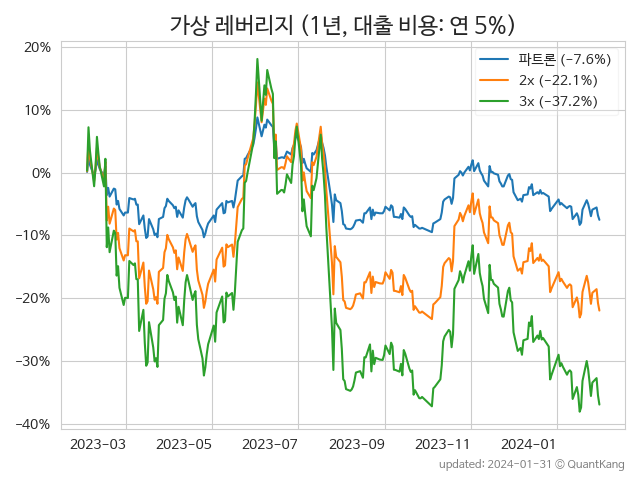 가상 레버리지 (1년, 대출 비용: 연 5%)
20%
10%
0%
−10%
−20%
−30%
−40%
파트론 (−7.6%)
2x (−22.1%)
3x (−37.2%)
2023-03
2023-05
2023-07
2023-09
2023-11
2024-01
updated: 2024-01-31 © QuantKang